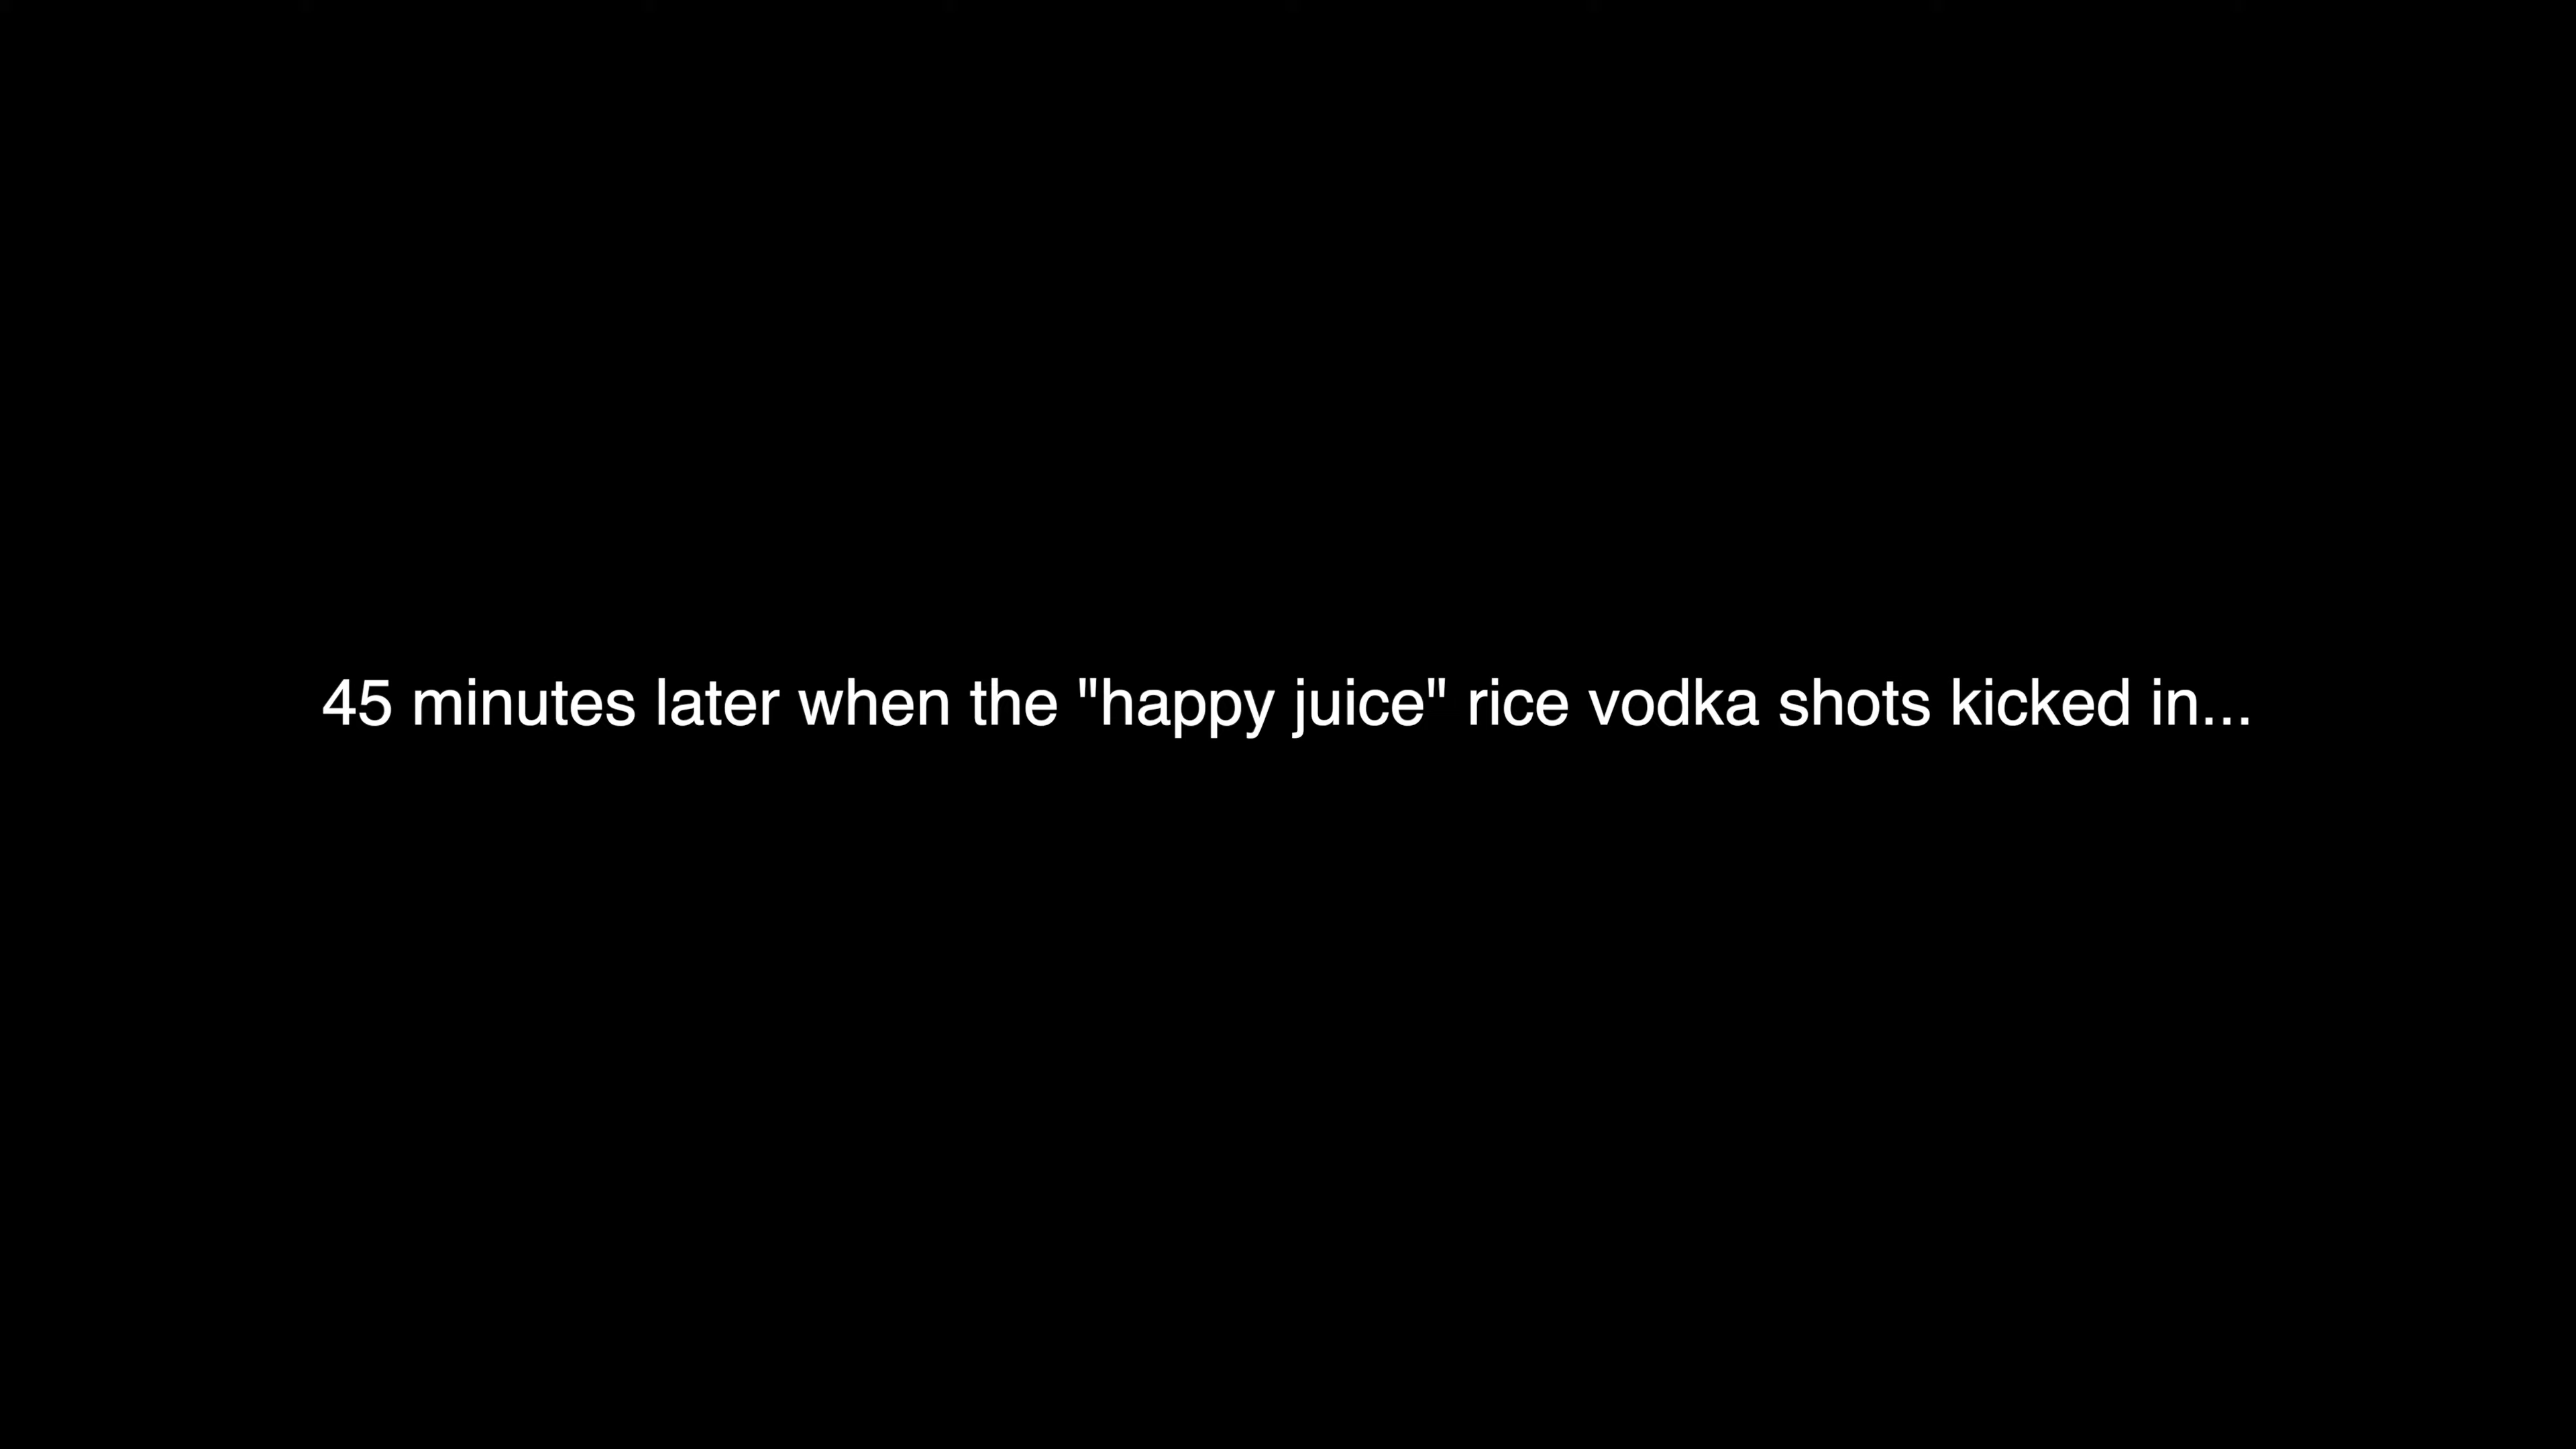 45 minutes later when the "happy juice" rice vodka shots kicked in...